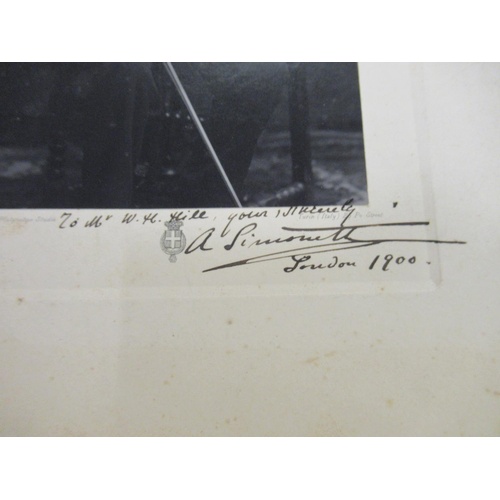 To Mr W. H. Hill, yours sincerely
A Simonetti
London 1900.